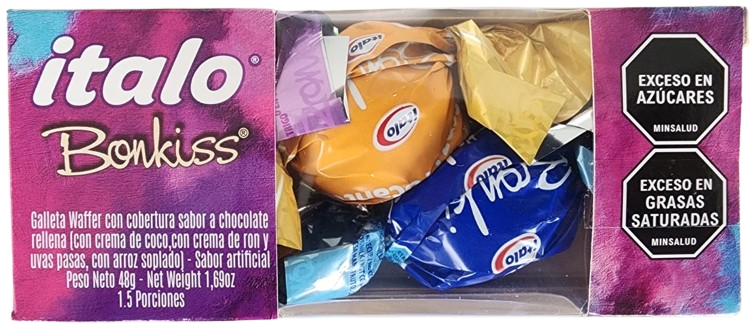 italo®
Bonkiss®
Galleta Waffer con cobertura sabor a chocolate
rellena (con crema de coco,con crema de ron y
uvas pasas, con arroz soplado) - Sabor artificial
Peso Neto 48g - Net Weight 1,69oz
1.5 Porciones
italo
italo
italo
italo
EXCESO EN
AZÚCARES
MINSALUD
EXCESO EN
GRASAS
SATURADAS
MINSALUD